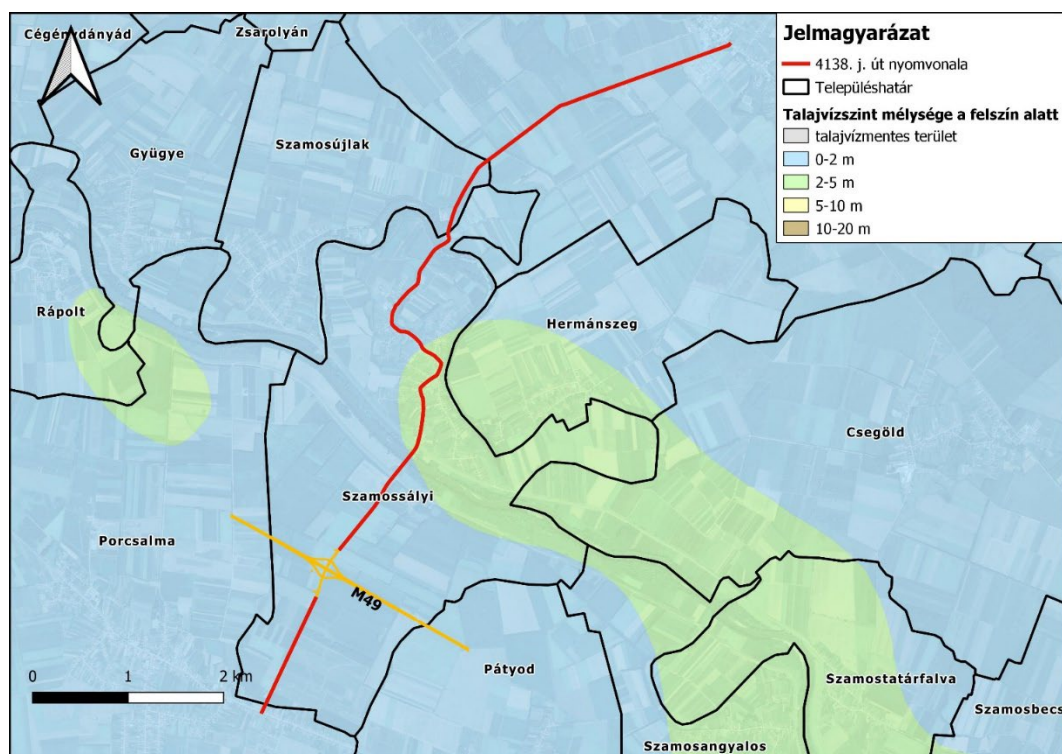 Cégénydányád
Zsarolyán
Gyügye
Szamosújlak
Rápolt
Hermánszeg
Csegöld
Szamossályi
Porcsalma
M49
Pátyod
Szamostatárfalva
Szamosbecs
Szamosangyalos
0 1 2 km
Jelmagyarázat
4138. j. út nyomvonala
Településhatár
Talajvízszint mélysége a felszín alatt
talajvízmentes terület
0-2 m
2-5 m
5-10 m
10-20 m